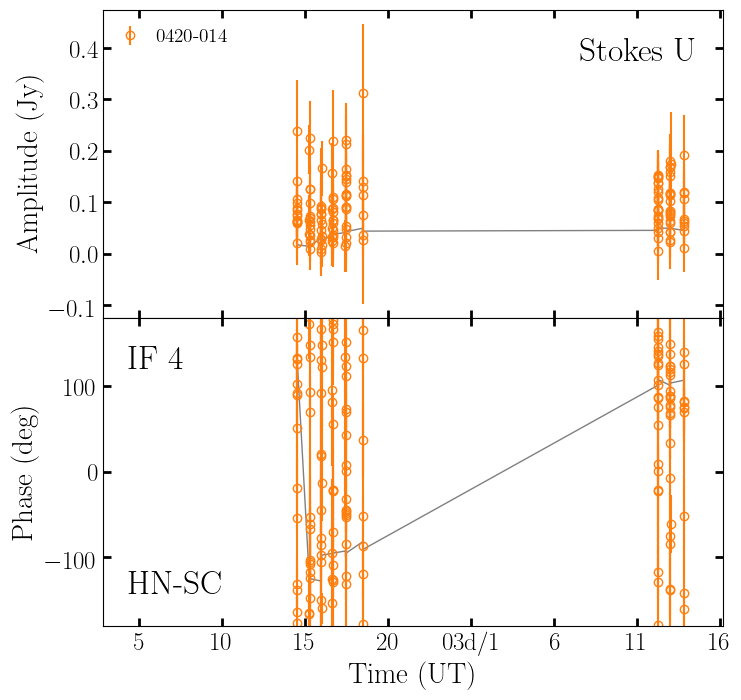 0420-014
Stokes U
Amplitude (Jy)
0.4
0.3
0.2
0.1
0.0
−0.1
IF 4
Phase (deg)
100
0
−100
HN-SC
5 10 15 20 03d/1 6 11 16
Time (UT)